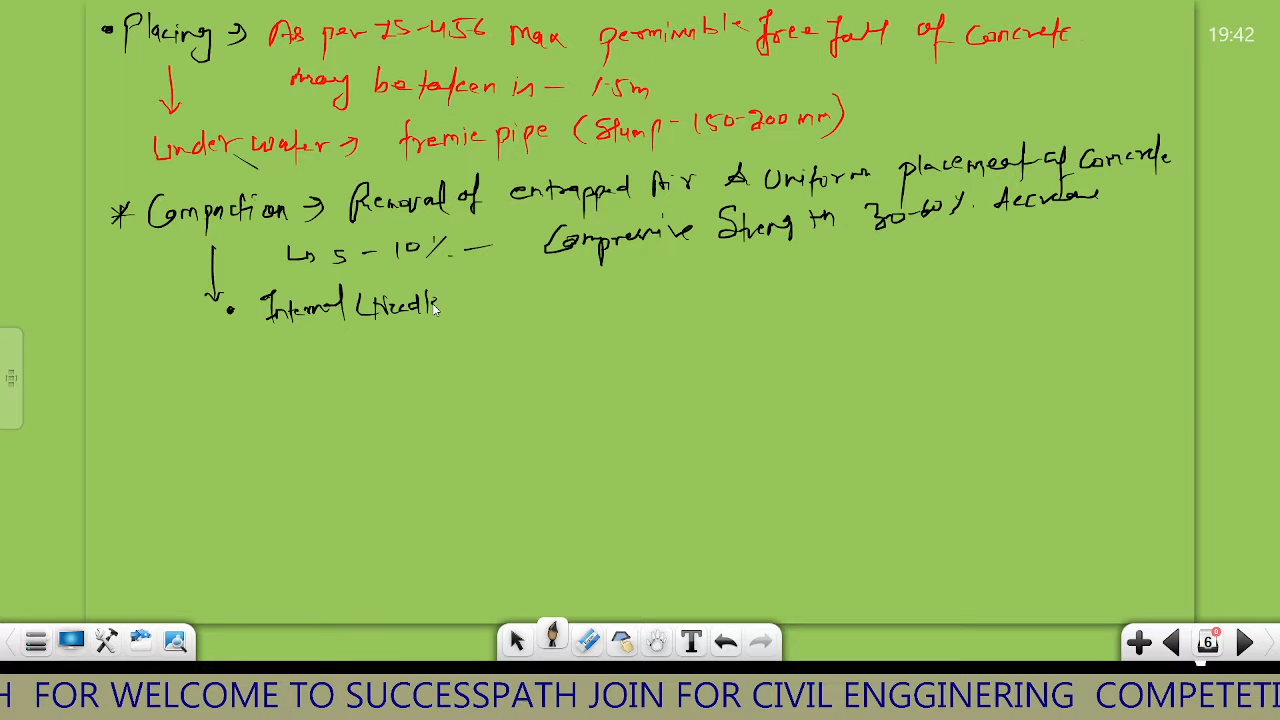 • Placing → As per IS-456 Max permissible free fall of concrete
may be taken is - 1.5m
Under water → tremie pipe (Slump - 150-200 mm)
* Compaction → Removal of entrapped Air & Uniform placement of Concrete
↳ 5 - 10% - Compressive Strength 30-60% decrease
• Internal (Needle
19:42
6
H FOR WELCOME TO SUCCESSPATH JOIN FOR CIVIL ENGGINERING COMPETETI